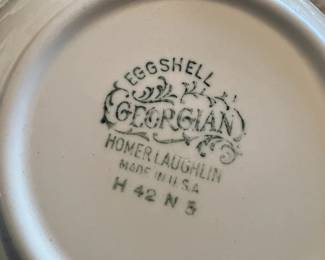 EGGSHELL
GEORGIAN
HOMER LAUGHLIN
MADE IN U.S.A
H 42 N 5